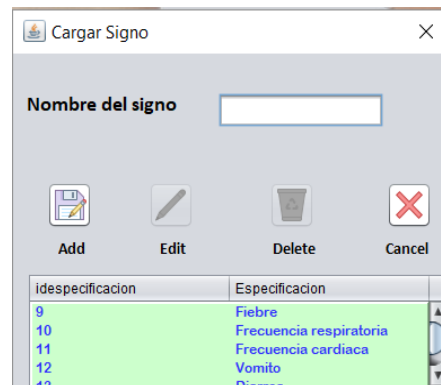 Cargar Signo
Nombre del signo
Add Edit Delete Cancel
idespecificacion Especificacion
9 Fiebre
10 Frecuencia respiratoria
11 Frecuencia cardiaca
12 Vomito